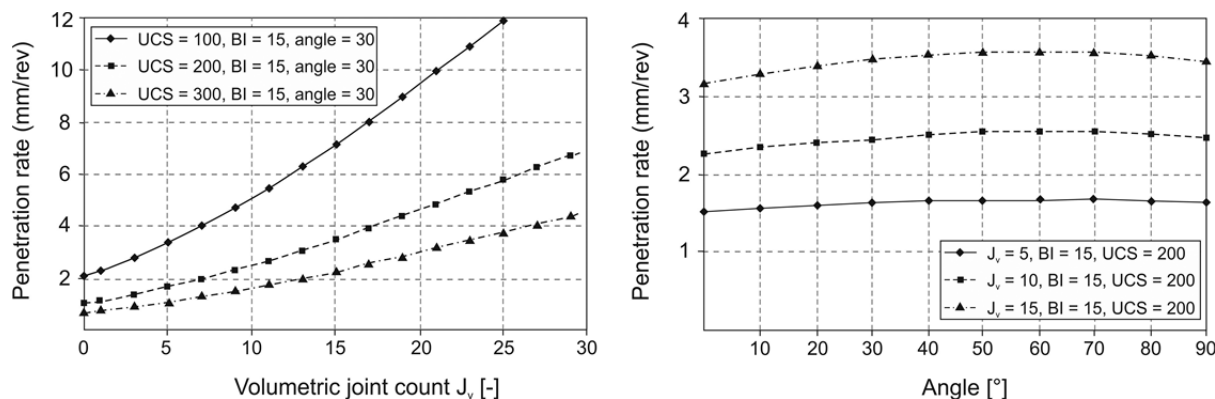 Penetration rate (mm/rev)
12
10
8
6
4
2
0
5
10
15
20
25
30
Volumetric joint count Jᵥ [-]
UCS = 100, BI = 15, angle = 30
UCS = 200, BI = 15, angle = 30
UCS = 300, BI = 15, angle = 30
Penetration rate (mm/rev)
4
3
2
1
10
20
30
40
50
60
70
80
90
Angle [°]
Jᵥ = 5, BI = 15, UCS = 200
Jᵥ = 10, BI = 15, UCS = 200
Jᵥ = 15, BI = 15, UCS = 200